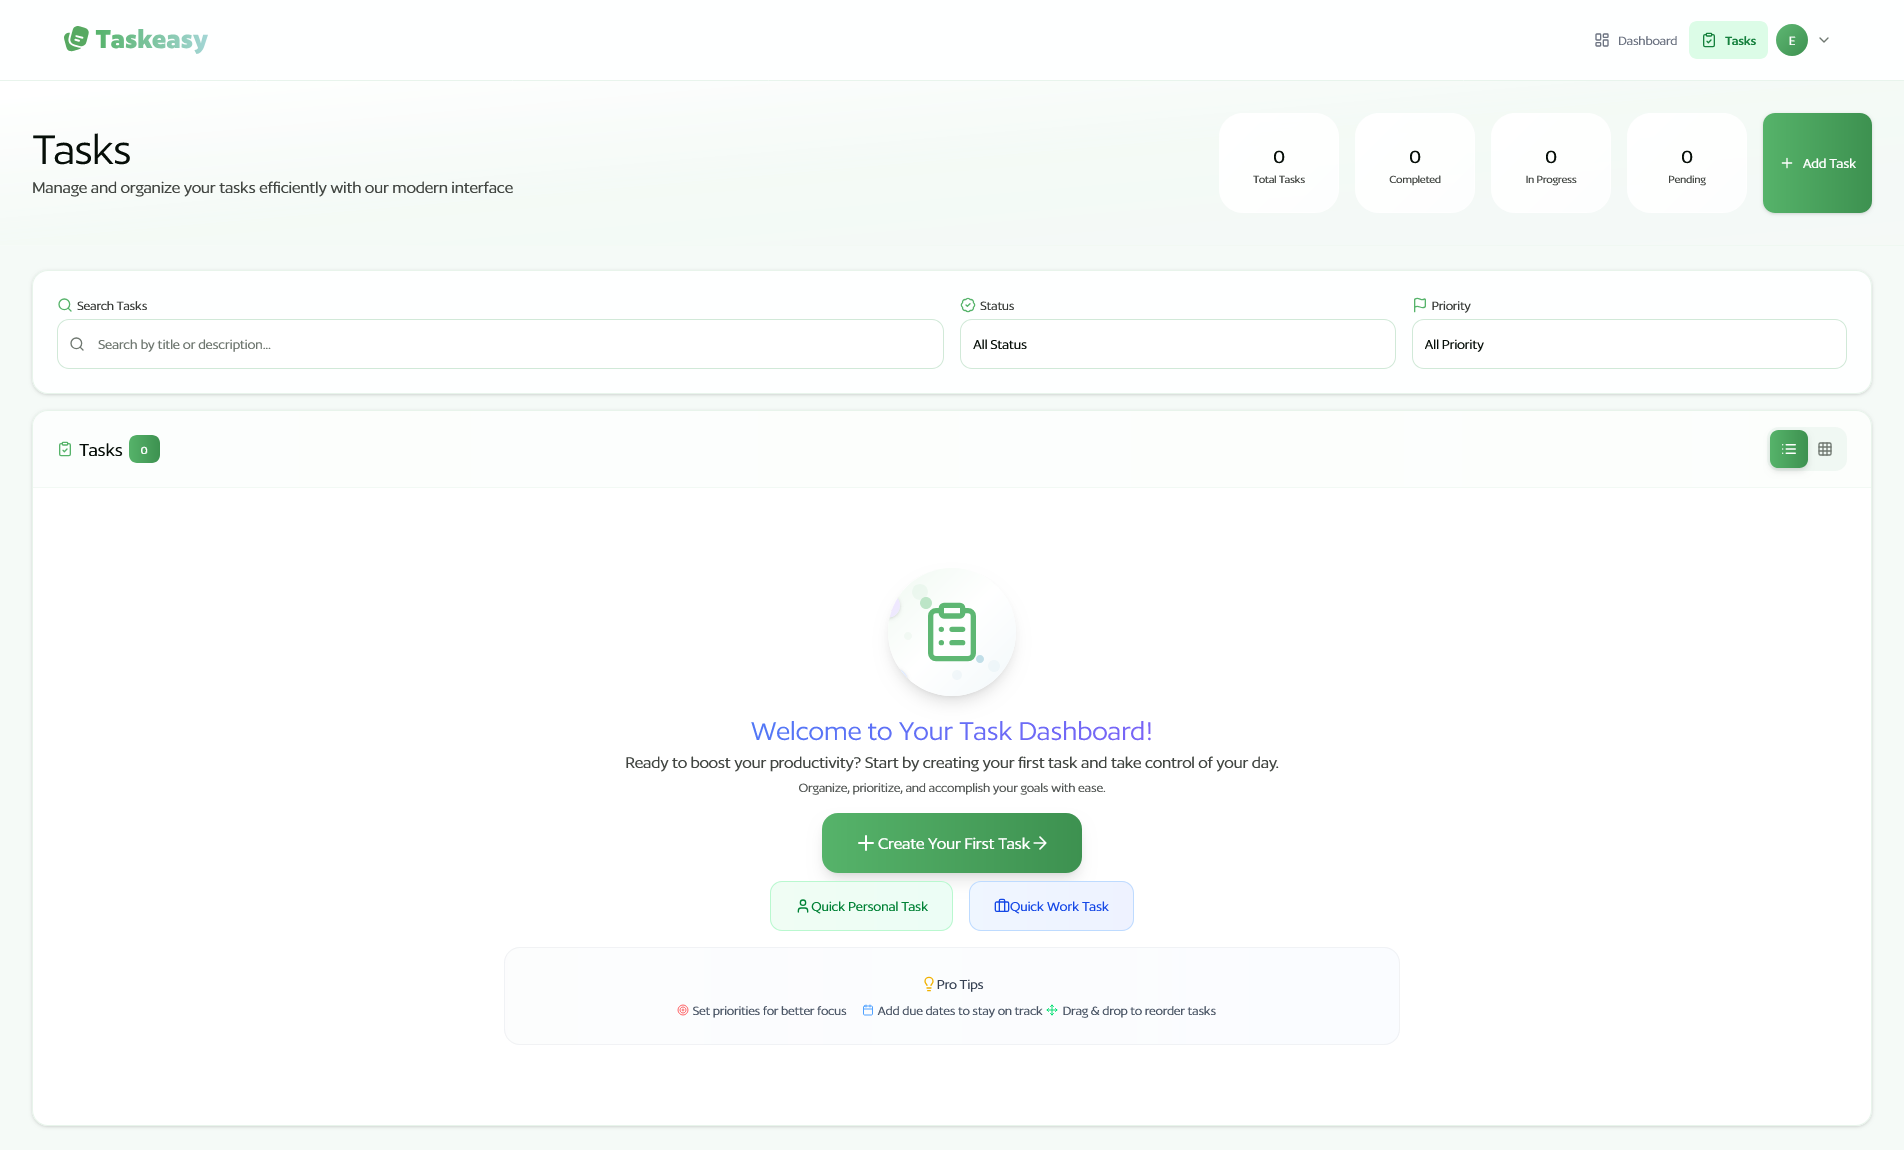 Taskeasy
Dashboard
Tasks
E
Tasks
Manage and organize your tasks efficiently with our modern interface
0
Total Tasks
0
Completed
0
In Progress
0
Pending
Add Task
Search Tasks
Search by title or description...
Status
All Status
Priority
All Priority
Tasks 0
Welcome to Your Task Dashboard!
Ready to boost your productivity? Start by creating your first task and take control of your day.
Organize, prioritize, and accomplish your goals with ease.
Create Your First Task
Quick Personal Task
Quick Work Task
Pro Tips
Set priorities for better focus Add due dates to stay on track Drag & drop to reorder tasks